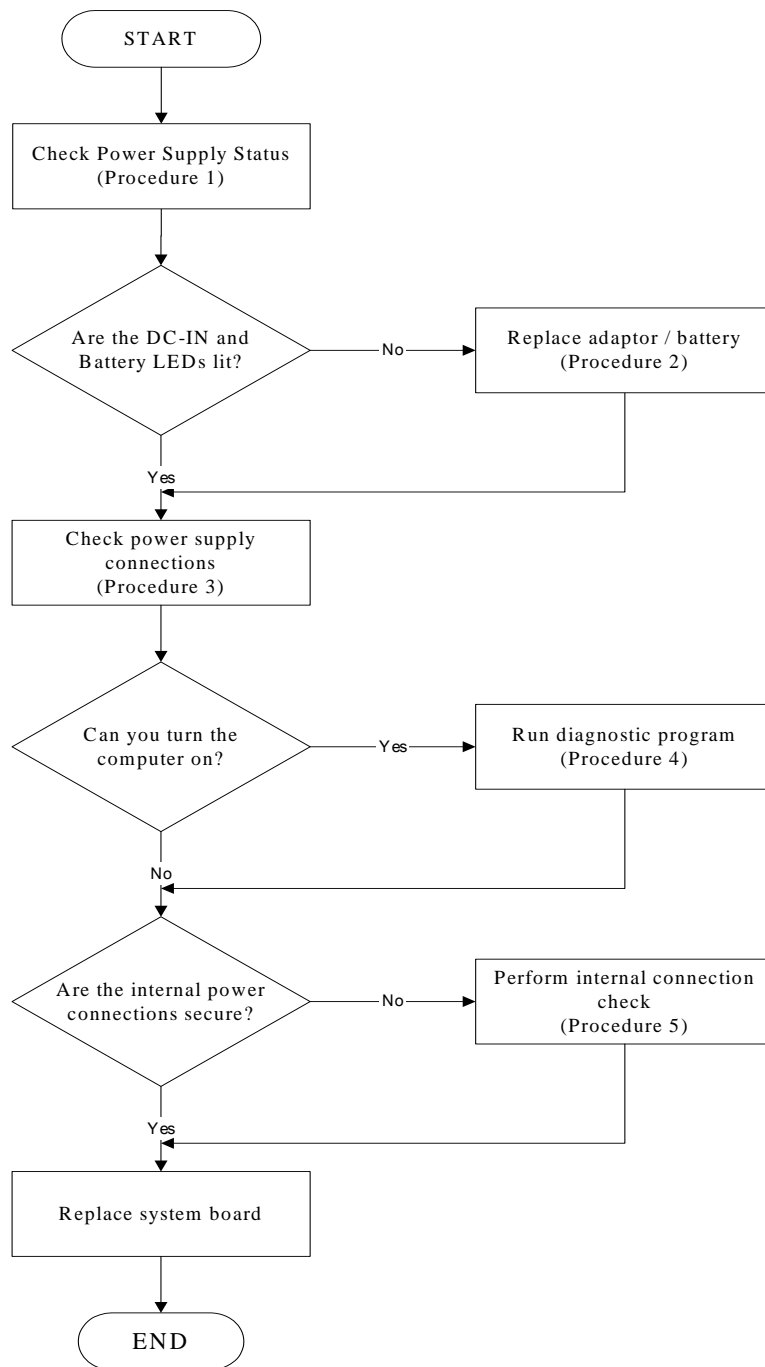 START
Check Power Supply Status
(Procedure 1)
Are the DC-IN and
Battery LEDs lit?
No
Replace adaptor / battery
(Procedure 2)
Yes
Check power supply
connections
(Procedure 3)
Can you turn the
computer on?
Yes
Run diagnostic program
(Procedure 4)
No
Are the internal power
connections secure?
No
Perform internal connection
check
(Procedure 5)
Yes
Replace system board
END